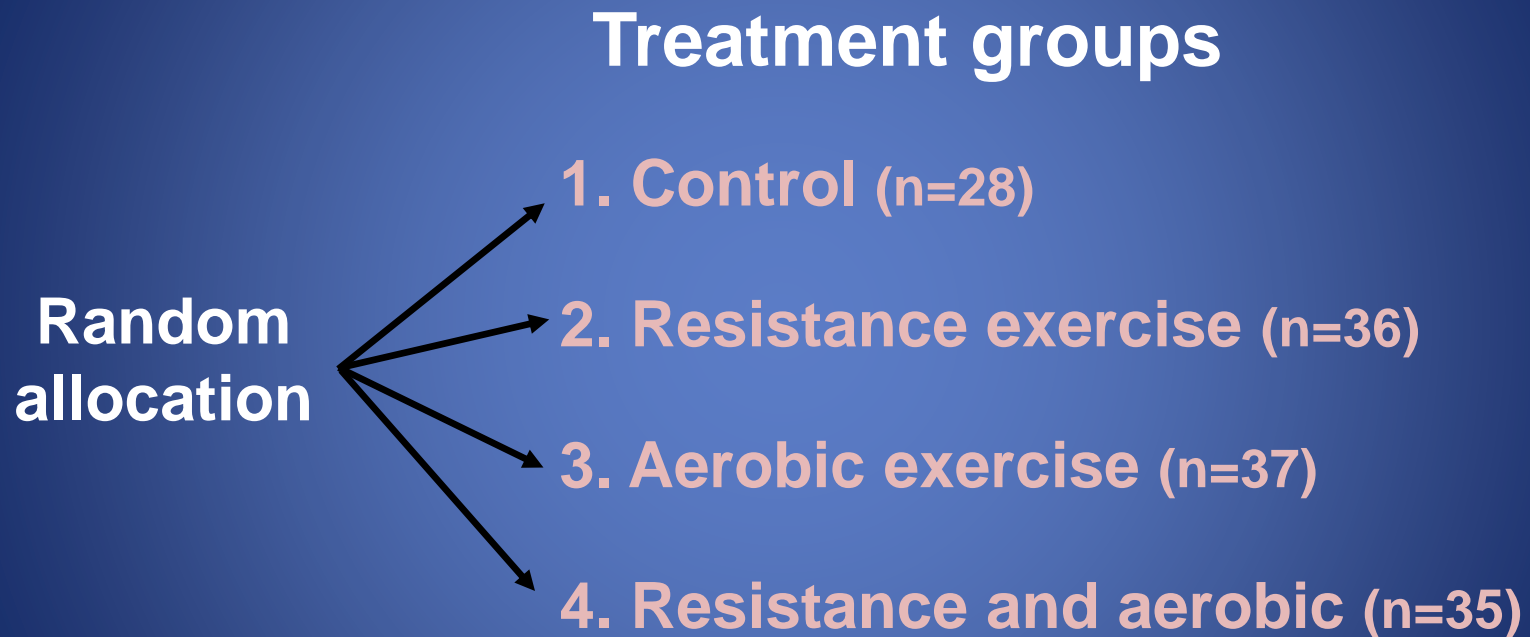 Treatment groups
1. Control (n=28)
Random
allocation
2. Resistance exercise (n=36)
3. Aerobic exercise (n=37)
4. Resistance and aerobic (n=35)